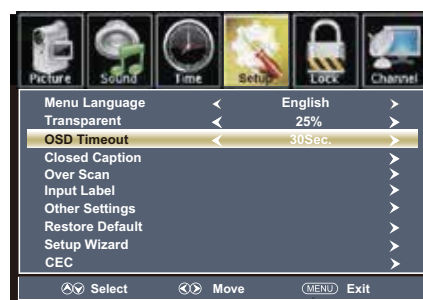 Picture Sound Time Setup Lock Channel
Menu Language English
Transparent 25%
OSD Timeout 30Sec.
Closed Caption
Over Scan
Input Label
Other Settings
Restore Default
Setup Wizard
CEC
Select Move MENU Exit